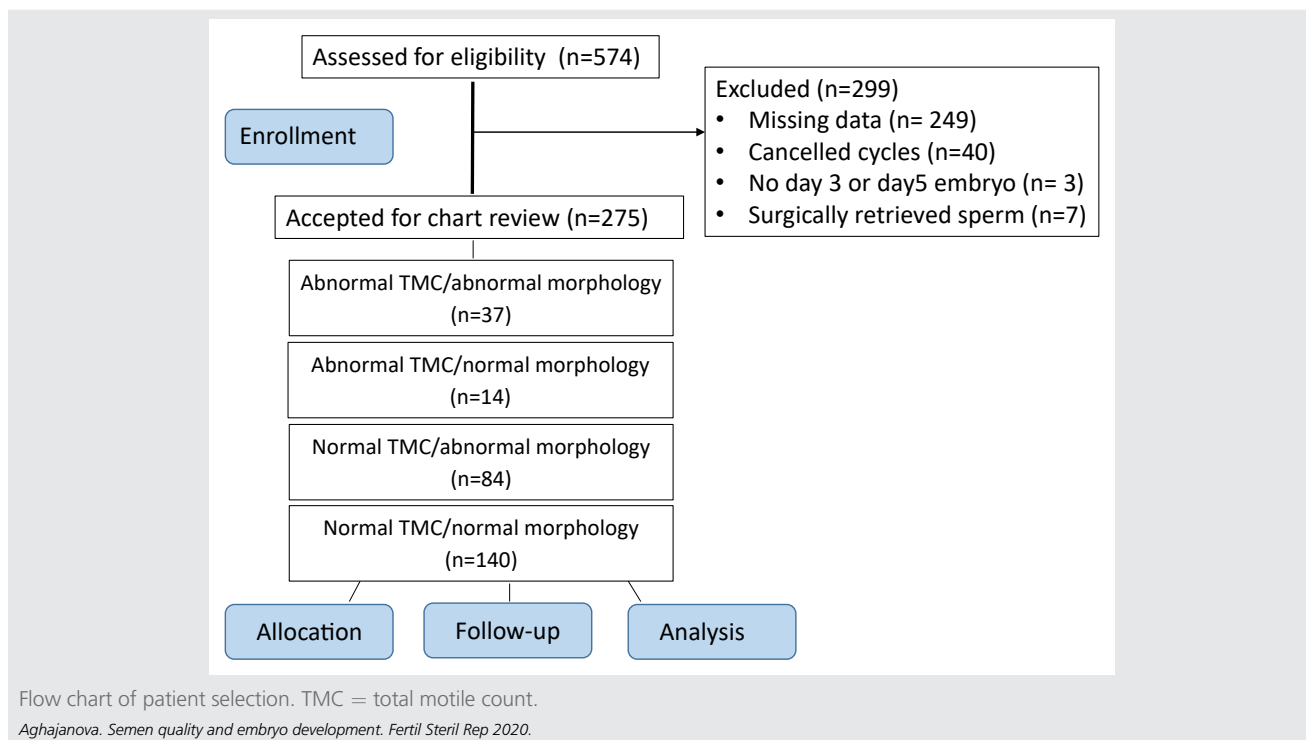 Assessed for eligibility (n=574)
Enrollment
Excluded (n=299)
• Missing data (n= 249)
• Cancelled cycles (n=40)
• No day 3 or day5 embryo (n= 3)
• Surgically retrieved sperm (n=7)
Accepted for chart review (n=275)
Abnormal TMC/abnormal morphology
(n=37)
Abnormal TMC/normal morphology
(n=14)
Normal TMC/abnormal morphology
(n=84)
Normal TMC/normal morphology
(n=140)
Allocation
Follow-up
Analysis
Flow chart of patient selection. TMC = total motile count.
Aghajanova. Semen quality and embryo development. Fertil Steril Rep 2020.